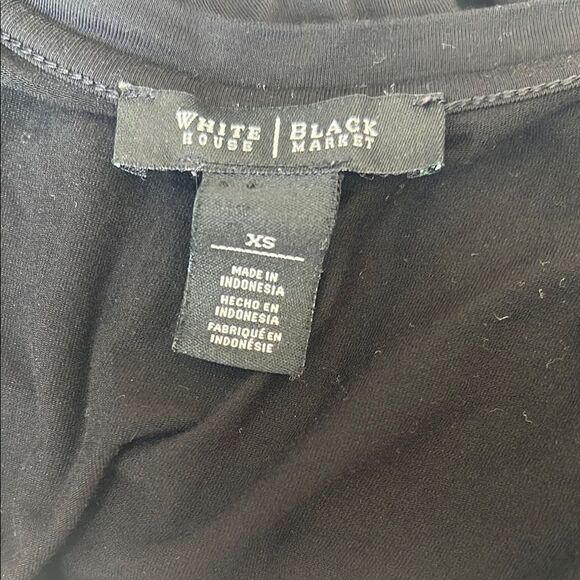 WHITE | BLACK
HOUSE | MARKET
XS
MADE IN
INDONESIA
HECHO EN
INDONESIA
FABRIQUÉ EN
INDONÉSIE